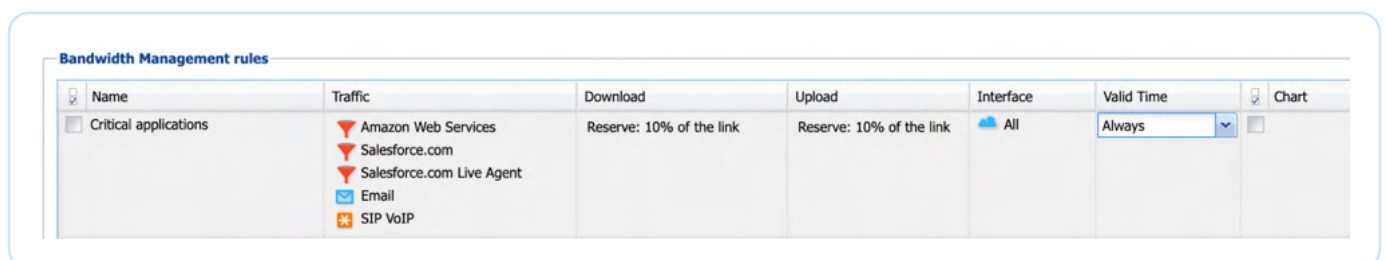 Bandwidth Management rules
Name Traffic Download Upload Interface Valid Time Chart
Critical applications Amazon Web Services Reserve: 10% of the link Reserve: 10% of the link All Always
Salesforce.com
Salesforce.com Live Agent
Email
SIP VoIP